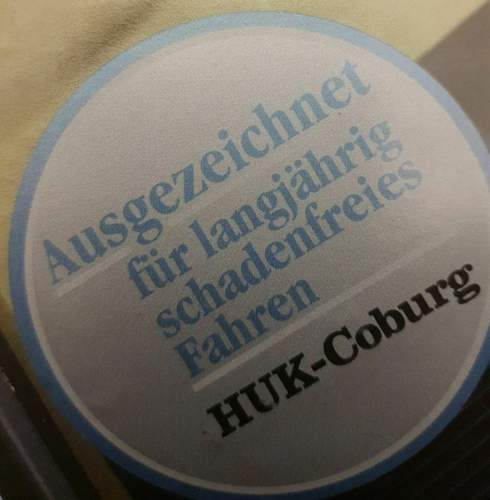 Ausgezeichnet
für langjährig
schadenfreies
Fahren
HUK-Coburg